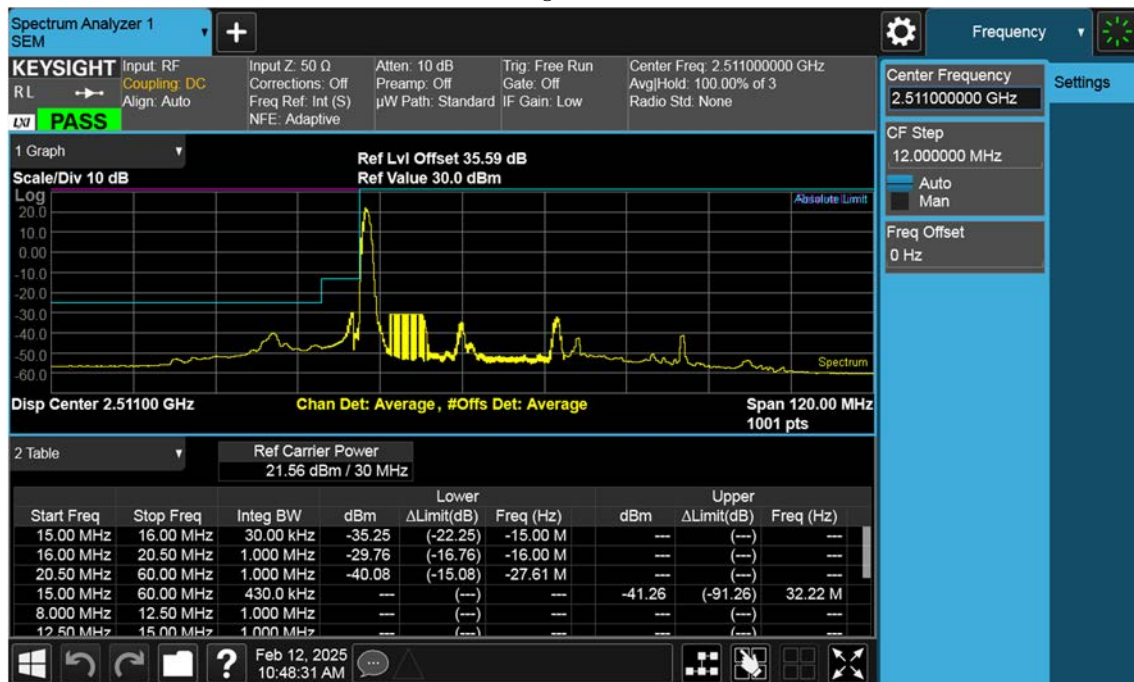 Spectrum Analyzer 1
SEM
+
Frequency
KEYSIGHT
RL
LXI PASS
Input: RF
Coupling: DC
Align: Auto
Input Z: 50 Ω
Corrections: Off
Freq Ref: Int (S)
NFE: Adaptive
Atten: 10 dB
Preamp: Off
µW Path: Standard
Trig: Free Run
Gate: Off
IF Gain: Low
Center Freq: 2.511000000 GHz
Avg|Hold: 100.00% of 3
Radio Std: None
Center Frequency
2.511000000 GHz
Settings
CF Step
12.000000 MHz
Auto
Man
Freq Offset
0 Hz
1 Graph
Scale/Div 10 dB
Ref Lvl Offset 35.59 dB
Ref Value 30.0 dBm
Log
20.0
10.0
0.00
-10.0
-20.0
-30.0
-40.0
-50.0
-60.0
Limit
Spectrum
Disp Center 2.51100 GHz
Chan Det: Average, #Offs Det: Average
Span 120.00 MHz
1001 pts
2 Table
Ref Carrier Power
21.56 dBm / 30 MHz
Lower Upper
Start Freq Stop Freq Integ BW dBm ΔLimit(dB) Freq (Hz) dBm ΔLimit(dB) Freq (Hz)
15.00 MHz 16.00 MHz 30.00 kHz -35.25 (-22.25) -15.00 M --- (---) ---
16.00 MHz 20.50 MHz 1.000 MHz -29.76 (-16.76) -16.00 M --- (---) ---
20.50 MHz 60.00 MHz 1.000 MHz -40.08 (-15.08) -27.61 M --- (---) ---
15.00 MHz 60.00 MHz 430.0 kHz --- (---) --- -41.26 (-91.26) 32.22 M
8.000 MHz 12.50 MHz 1.000 MHz --- (---) --- --- (---) ---
12.50 MHz 15.00 MHz 1.000 MHz --- (---) --- --- (---) ---
?
Feb 12, 2025
10:48:31 AM